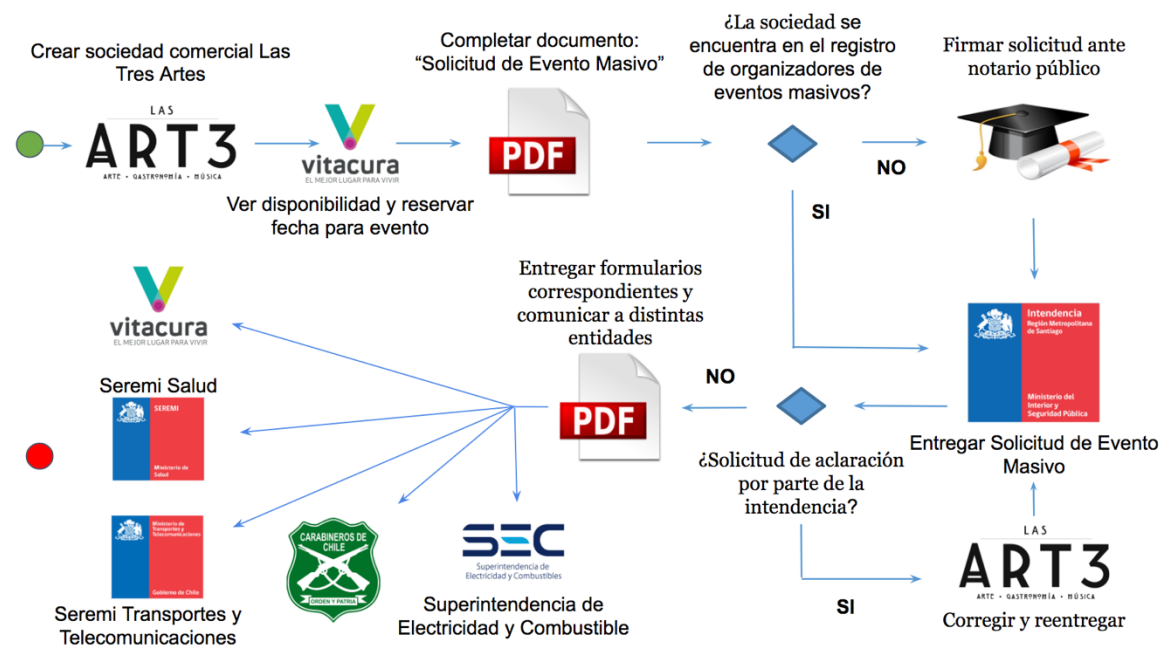 Crear sociedad comercial Las
Tres Artes
LAS
ART3
ARTE • GASTRONOMÍA • MÚSICA
vitacura
EL MEJOR LUGAR PARA VIVIR
Ver disponibilidad y reservar
fecha para evento
Completar documento:
“Solicitud de Evento Masivo”
PDF
¿La sociedad se
encuentra en el registro
de organizadores de
eventos masivos?
NO
SI
Firmar solicitud ante
notario público
Intendencia
Región Metropolitana
de Santiago
Ministerio del
Interior y
Seguridad Pública
Entregar Solicitud de Evento
Masivo
¿Solicitud de aclaración
por parte de la
intendencia?
NO
SI
LAS
ART3
ARTE • GASTRONOMÍA • MÚSICA
Corregir y reentregar
Entregar formularios
correspondientes y
comunicar a distintas
entidades
PDF
vitacura
EL MEJOR LUGAR PARA VIVIR
Seremi Salud
SEREMI
Ministerio de
Salud
Ministerio de
Transportes y
Telecomunicaciones
Gobierno de Chile
Seremi Transportes y
Telecomunicaciones
CARABINEROS DE
CHILE
ORDEN Y PATRIA
SEC
Superintendencia de
Electricidad y Combustibles
Superintendencia de
Electricidad y Combustible